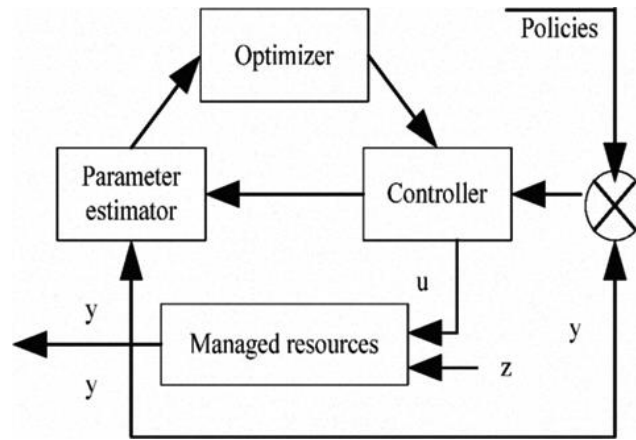 Policies
Optimizer
Parameter
estimator
Controller
u
y
Managed resources
y
z
y